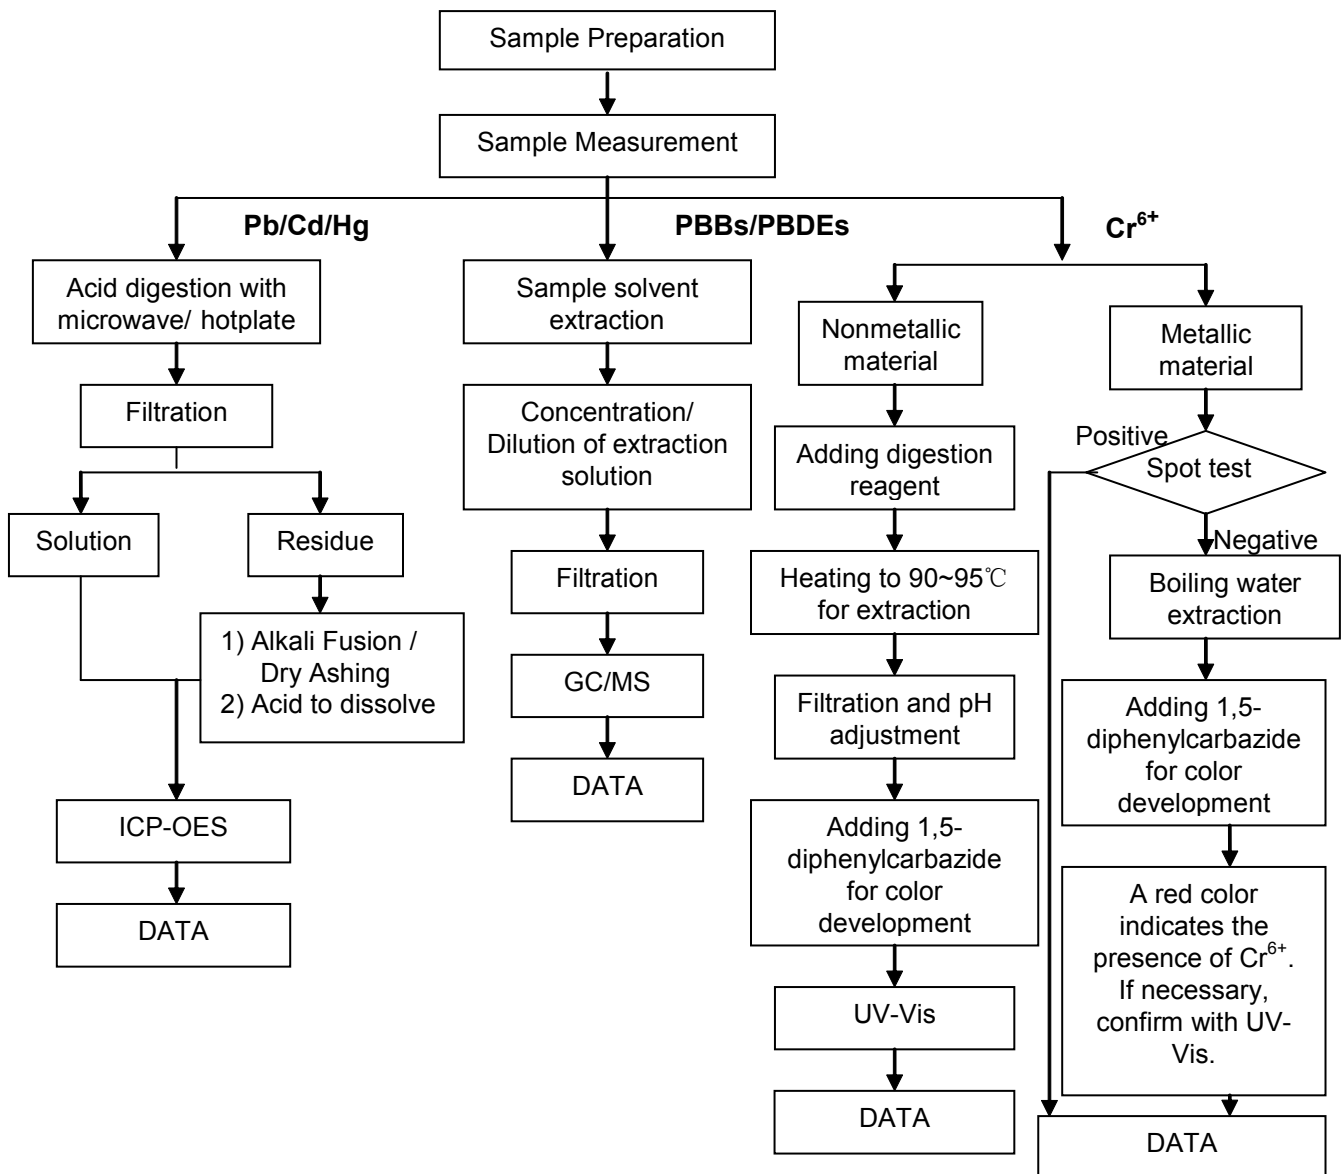 Sample Preparation
Sample Measurement
Pb/Cd/Hg
PBBs/PBDEs
Cr⁶⁺
Acid digestion with
microwave/ hotplate
Filtration
Solution
Residue
1) Alkali Fusion /
Dry Ashing
2) Acid to dissolve
ICP-OES
DATA
Sample solvent
extraction
Concentration/
Dilution of extraction
solution
Filtration
GC/MS
DATA
Nonmetallic
material
Adding digestion
reagent
Heating to 90~95℃
for extraction
Filtration and pH
adjustment
Adding 1,5-
diphenylcarbazide
for color
development
UV-Vis
DATA
Metallic
material
Positive
Spot test
Negative
Boiling water
extraction
Adding 1,5-
diphenylcarbazide
for color
development
A red color
indicates the
presence of Cr⁶⁺.
If necessary,
confirm with UV-
Vis.
DATA